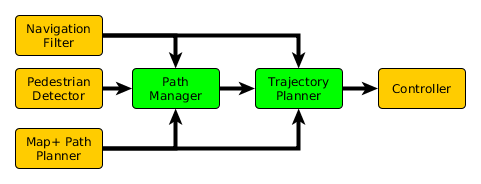 Navigation
Filter
Pedestrian
Detector
Path
Manager
Trajectory
Planner
Controller
Map+ Path
Planner